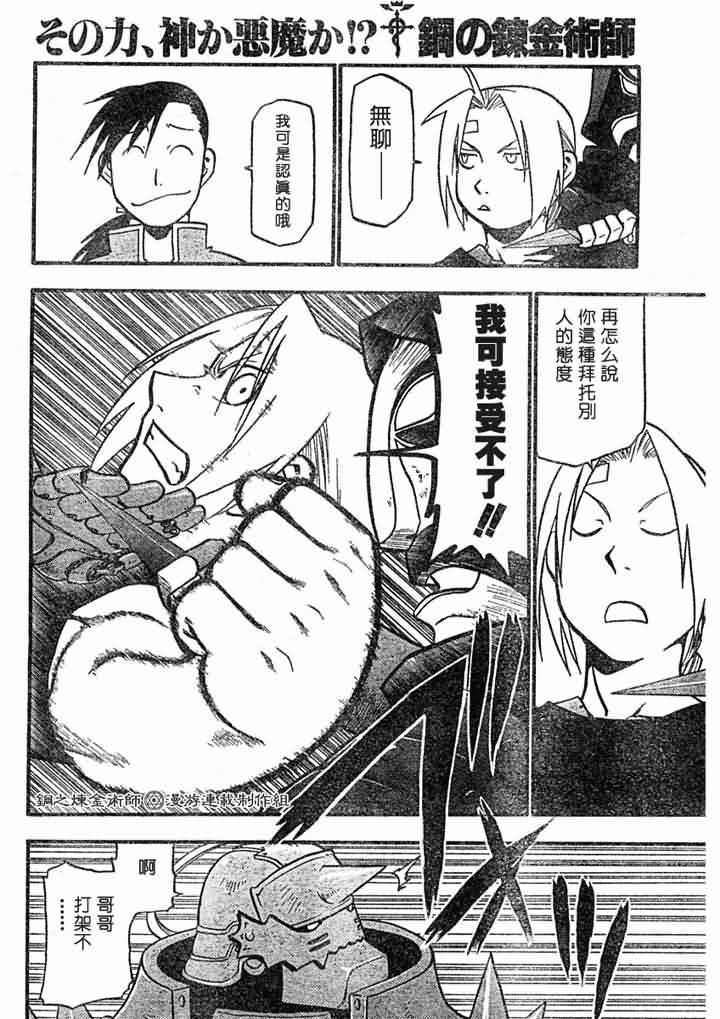 その力、神か悪魔か!? 鋼の錬金術師
無聊——
我可是認真的哦
再怎么說
你這種拜托別
人的態度
我可接受不了!!
鋼之煉金術師 漫游連載制作組
啊
哥哥
打架不
……